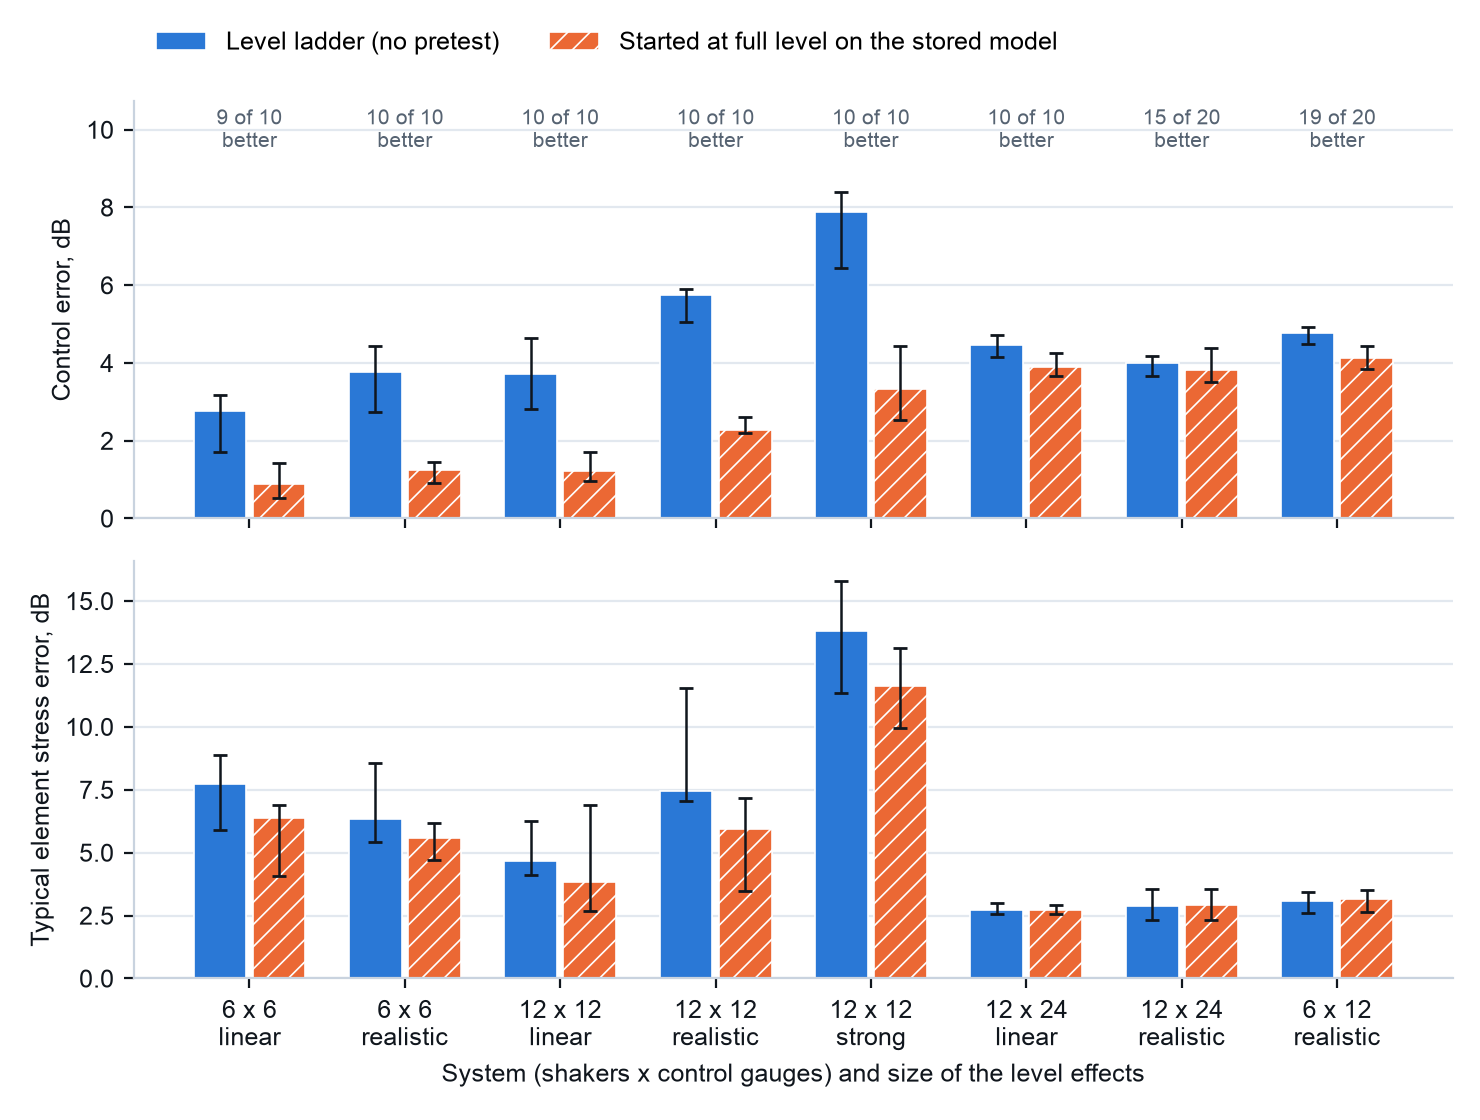 Level ladder (no pretest)
Started at full level on the stored model
9 of 10
better
10 of 10
better
10 of 10
better
10 of 10
better
10 of 10
better
10 of 10
better
15 of 20
better
19 of 20
better
Control error, dB
10
8
6
4
2
0
Typical element stress error, dB
15.0
12.5
10.0
7.5
5.0
2.5
0.0
6 x 6
linear
6 x 6
realistic
12 x 12
linear
12 x 12
realistic
12 x 12
strong
12 x 24
linear
12 x 24
realistic
6 x 12
realistic
System (shakers x control gauges) and size of the level effects